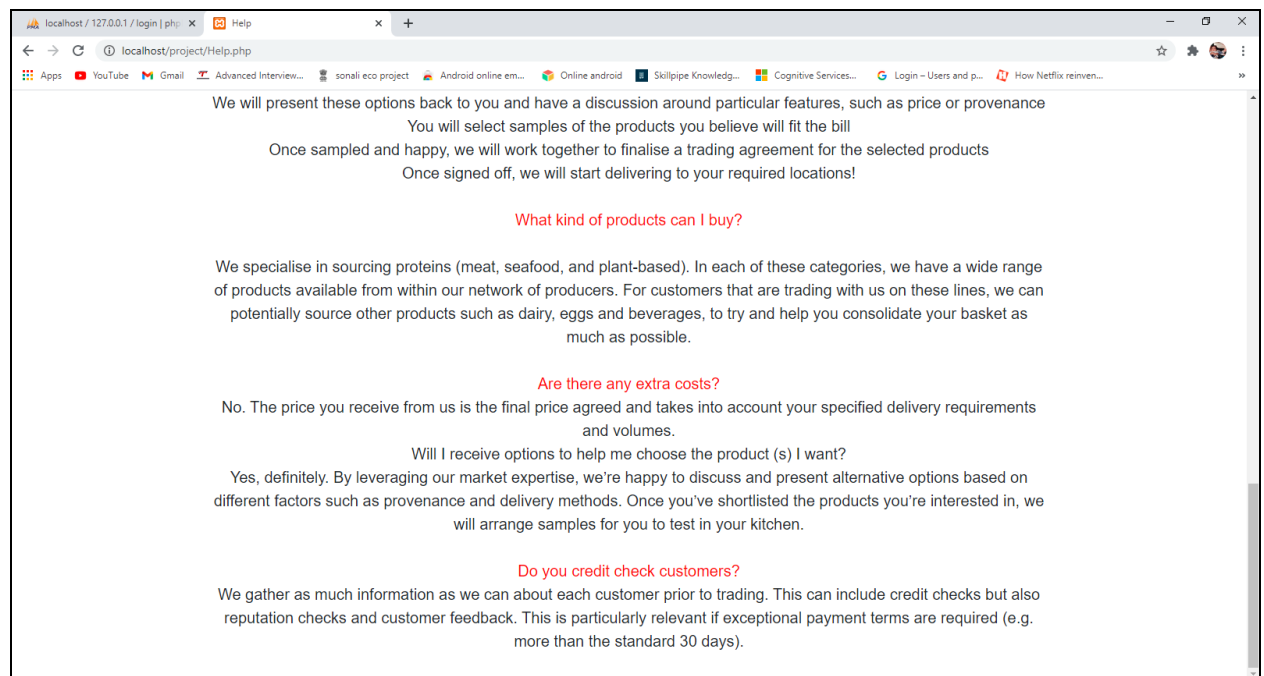 localhost / 127.0.0.1 / login | php
Help
localhost/project/Help.php
Apps YouTube Gmail Advanced Interview... sonali eco project Android online em... Online android Skillpipe Knowledg... Cognitive Services... Login – Users and p... How Netflix reinven... »
We will present these options back to you and have a discussion around particular features, such as price or provenance
You will select samples of the products you believe will fit the bill
Once sampled and happy, we will work together to finalise a trading agreement for the selected products
Once signed off, we will start delivering to your required locations!
What kind of products can I buy?
We specialise in sourcing proteins (meat, seafood, and plant-based). In each of these categories, we have a wide range
of products available from within our network of producers. For customers that are trading with us on these lines, we can
potentially source other products such as dairy, eggs and beverages, to try and help you consolidate your basket as
much as possible.
Are there any extra costs?
No. The price you receive from us is the final price agreed and takes into account your specified delivery requirements
and volumes.
Will I receive options to help me choose the product (s) I want?
Yes, definitely. By leveraging our market expertise, we’re happy to discuss and present alternative options based on
different factors such as provenance and delivery methods. Once you’ve shortlisted the products you’re interested in, we
will arrange samples for you to test in your kitchen.
Do you credit check customers?
We gather as much information as we can about each customer prior to trading. This can include credit checks but also
reputation checks and customer feedback. This is particularly relevant if exceptional payment terms are required (e.g.
more than the standard 30 days).